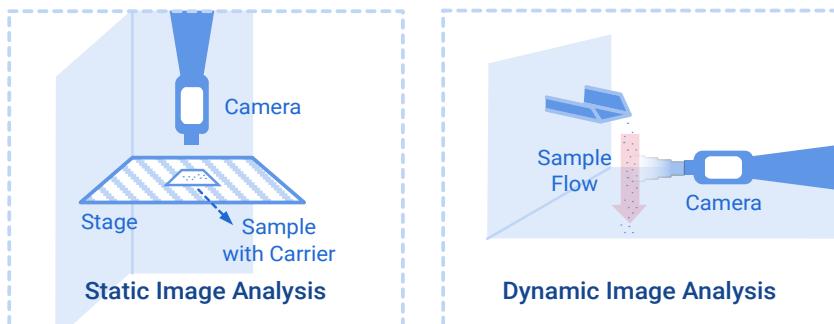 Camera
Stage
Sample
with Carrier
Static Image Analysis
Sample
Flow
Camera
Dynamic Image Analysis